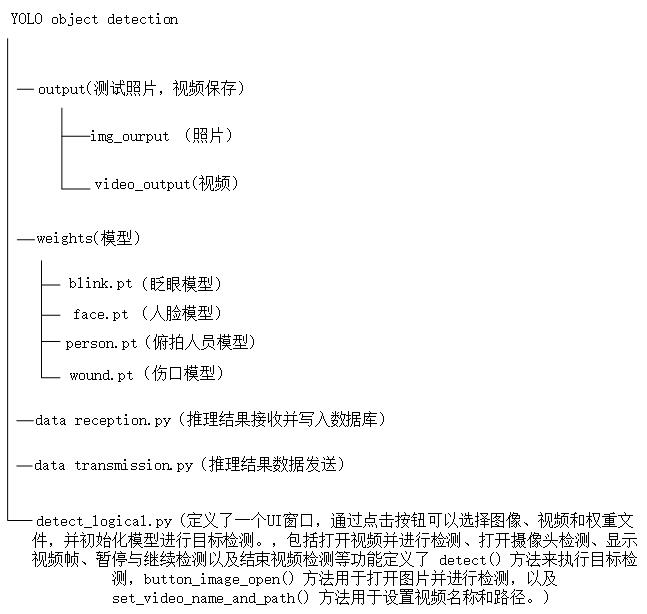 YOLO object detection
output(测试照片，视频保存)
img_ourput （照片）
video_output(视频)
weights(模型)
blink.pt（眨眼模型）
face.pt（人脸模型）
person.pt（俯拍人员模型）
wound.pt（伤口模型）
data reception.py（推理结果接收并写入数据库）
data transmission.py（推理结果数据发送）
detect_logical.py（定义了一个UI窗口，通过点击按钮可以选择图像、视频和权重文
件，并初始化模型进行目标检测。，包括打开视频并进行检测、打开摄像头检测、显示
视频帧、暂停与继续检测以及结束视频检测等功能定义了 detect() 方法来执行目标检
测，button_image_open() 方法用于打开图片并进行检测，以及
set_video_name_and_path() 方法用于设置视频名称和路径。）